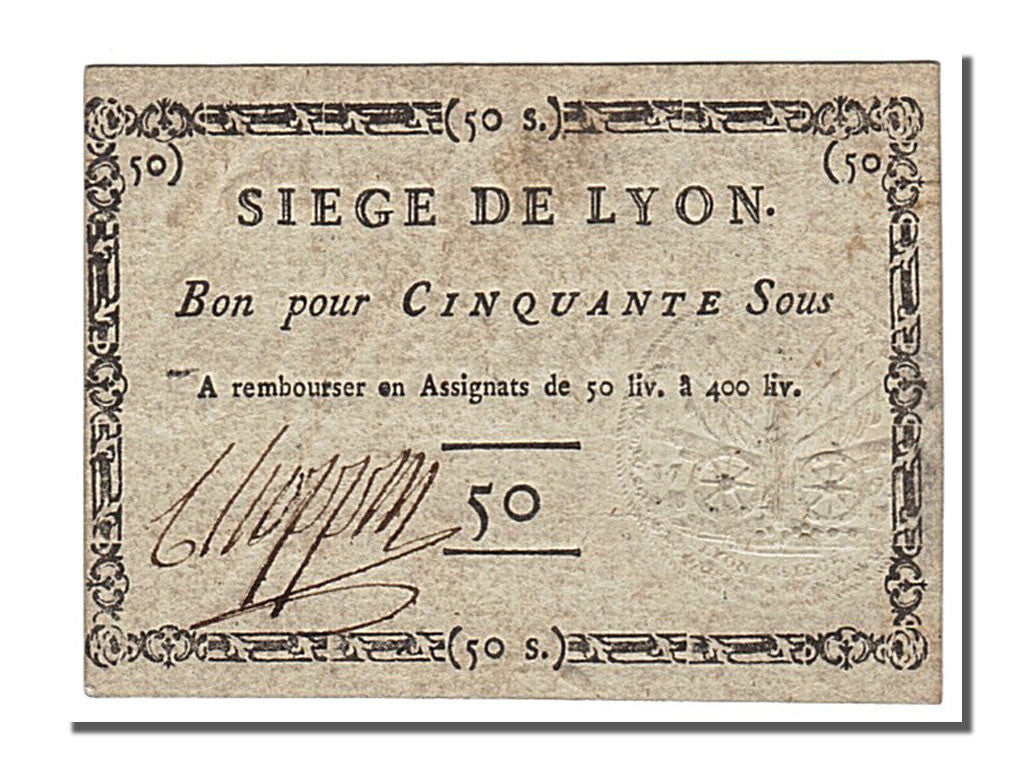 (50 s.)
50) (50
SIEGE DE LYON.
Bon pour CINQUANTE Sous
A rembourser en Assignats de 50 liv. à 400 liv.
50
(50 s.)